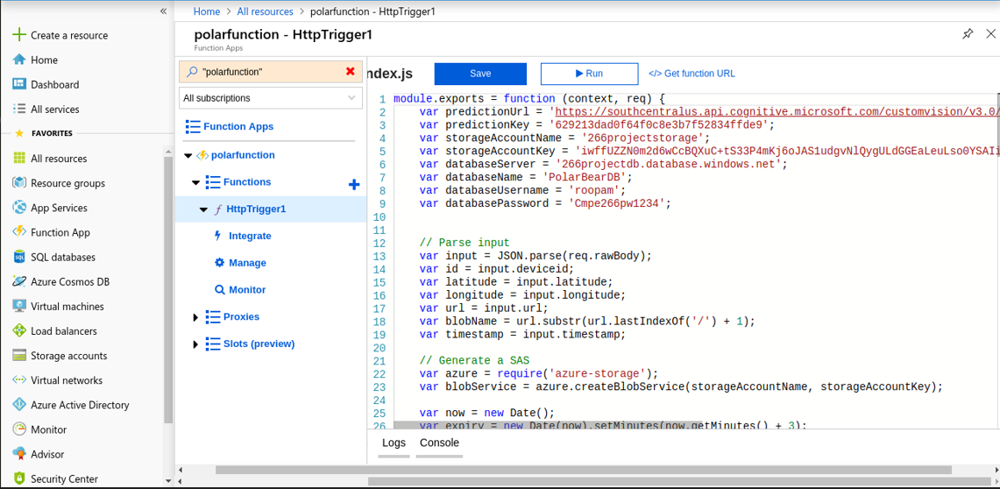 «
Home > All resources > polarfunction - HttpTrigger1
Create a resource
Home
Dashboard
All services
FAVORITES
All resources
Resource groups
App Services
Function App
SQL databases
Azure Cosmos DB
Virtual machines
Load balancers
Storage accounts
Virtual networks
Azure Active Directory
Monitor
Advisor
Security Center
polarfunction - HttpTrigger1
Function Apps
"polarfunction"
All subscriptions
Function Apps
polarfunction
Functions
HttpTrigger1
Integrate
Manage
Monitor
Proxies
Slots (preview)
ndex.js Save Run </> Get function URL
1 module.exports = function (context, req) {
2 var predictionUrl = 'https://southcentralus.api.cognitive.microsoft.com/customvision/v3.0/
3 var predictionKey = '629213dad0f64f0c8e3b7f52834ffde9';
4 var storageAccountName = '266projectstorage';
5 var storageAccountKey = 'iwffUZZN0m2d6wCcBQXuC+tS33P4mKj6oJAS1udgvNlQygULdGGEaLeuLso0YSAIi
6 var databaseServer = '266projectdb.database.windows.net';
7 var databaseName = 'PolarBearDB';
8 var databaseUsername = 'roopam';
9 var databasePassword = 'Cmpe266pw1234';
10
11
12 // Parse input
13 var input = JSON.parse(req.rawBody);
14 var id = input.deviceid;
15 var latitude = input.latitude;
16 var longitude = input.longitude;
17 var url = input.url;
18 var blobName = url.substr(url.lastIndexOf('/') + 1);
19 var timestamp = input.timestamp;
20
21 // Generate a SAS
22 var azure = require('azure-storage');
23 var blobService = azure.createBlobService(storageAccountName, storageAccountKey);
24
25 var now = new Date();
26 var expiry = new Date(now).setMinutes(now.getMinutes() + 3);
Logs Console